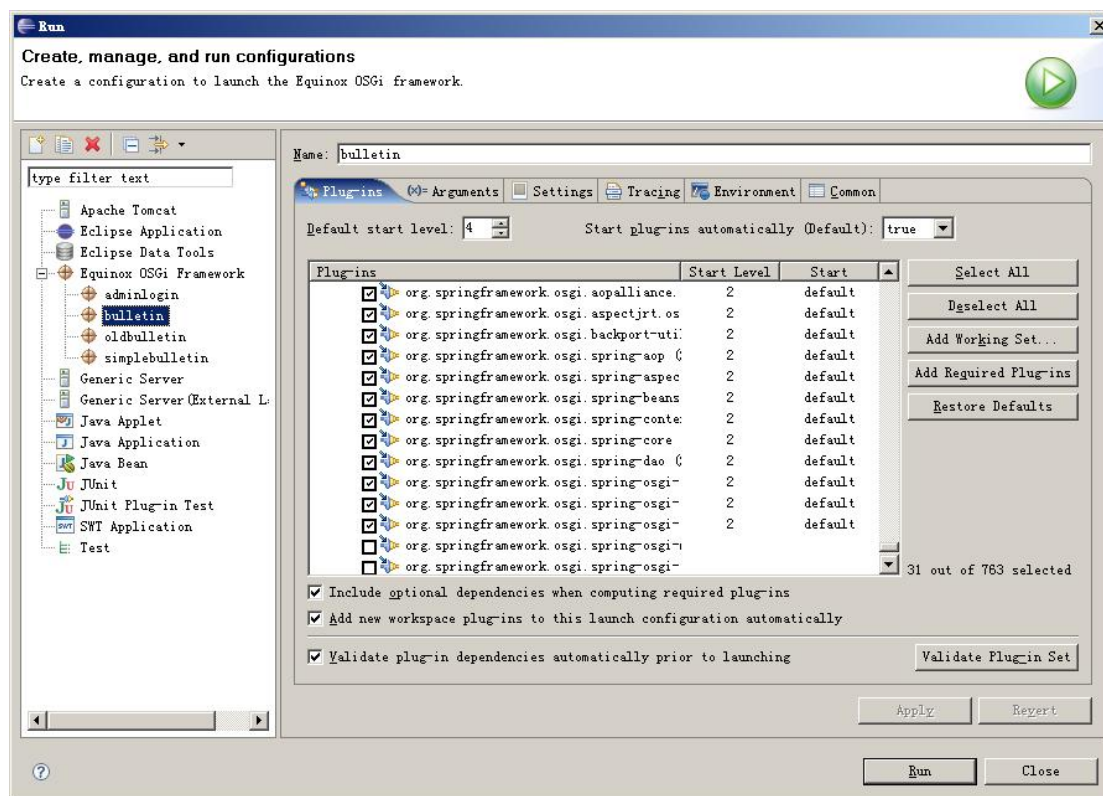 Run
Create, manage, and run configurations
Create a configuration to launch the Equinox OSGi framework.
type filter text
Apache Tomcat
Eclipse Application
Eclipse Data Tools
Equinox OSGi Framework
adminlogin
bulletin
oldbulletin
simplebulletin
Generic Server
Generic Server(External L
Java Applet
Java Application
Java Bean
JUnit
JUnit Plug-in Test
SWT Application
Test
Name: bulletin
Plug-ins (x)= Arguments Settings Tracing Environment Common
Default start level: 4 Start plug-ins automatically (Default): true
Plug-ins Start Level Start
org.springframework.osgi.aopalliance. 2 default
org.springframework.osgi.aspectjrt.os 2 default
org.springframework.osgi.backport-uti 2 default
org.springframework.osgi.spring-aop ( 2 default
org.springframework.osgi.spring-aspec 2 default
org.springframework.osgi.spring-beans 2 default
org.springframework.osgi.spring-conte 2 default
org.springframework.osgi.spring-core 2 default
org.springframework.osgi.spring-dao ( 2 default
org.springframework.osgi.spring-osgi- 2 default
org.springframework.osgi.spring-osgi- 2 default
org.springframework.osgi.spring-osgi- 2 default
org.springframework.osgi.spring-osgi-
org.springframework.osgi.spring-osgi-
Select All
Deselect All
Add Working Set...
Add Required Plug-ins
Restore Defaults
31 out of 763 selected
Include optional dependencies when computing required plug-ins
Add new workspace plug-ins to this launch configuration automatically
Validate plug-in dependencies automatically prior to launching
Validate Plug-in Set
Apply Revert
Run Close